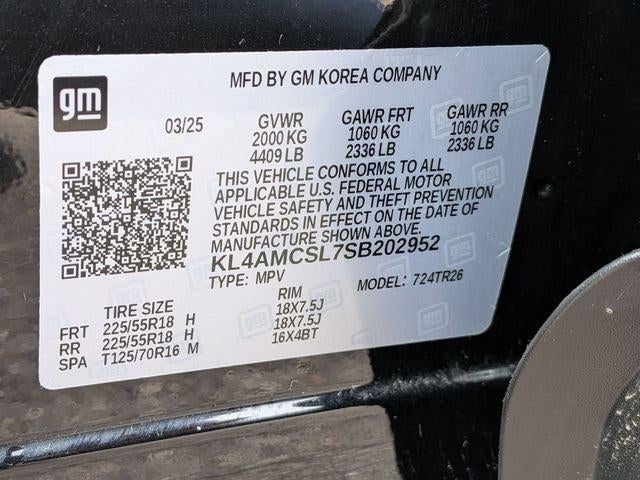 gm
MFD BY GM KOREA COMPANY
03/25 GVWR GAWR FRT GAWR RR
2000 KG 1060 KG 1060 KG
4409 LB 2336 LB 2336 LB
THIS VEHICLE CONFORMS TO ALL
APPLICABLE U.S. FEDERAL MOTOR
VEHICLE SAFETY AND THEFT PREVENTION
STANDARDS IN EFFECT ON THE DATE OF
MANUFACTURE SHOWN ABOVE.
KL4AMCSL7SB202952
TYPE: MPV MODEL: 724TR26
TIRE SIZE RIM
FRT 225/55R18 H 18X7.5J
RR 225/55R18 H 18X7.5J
SPA T125/70R16 M 16X4BT